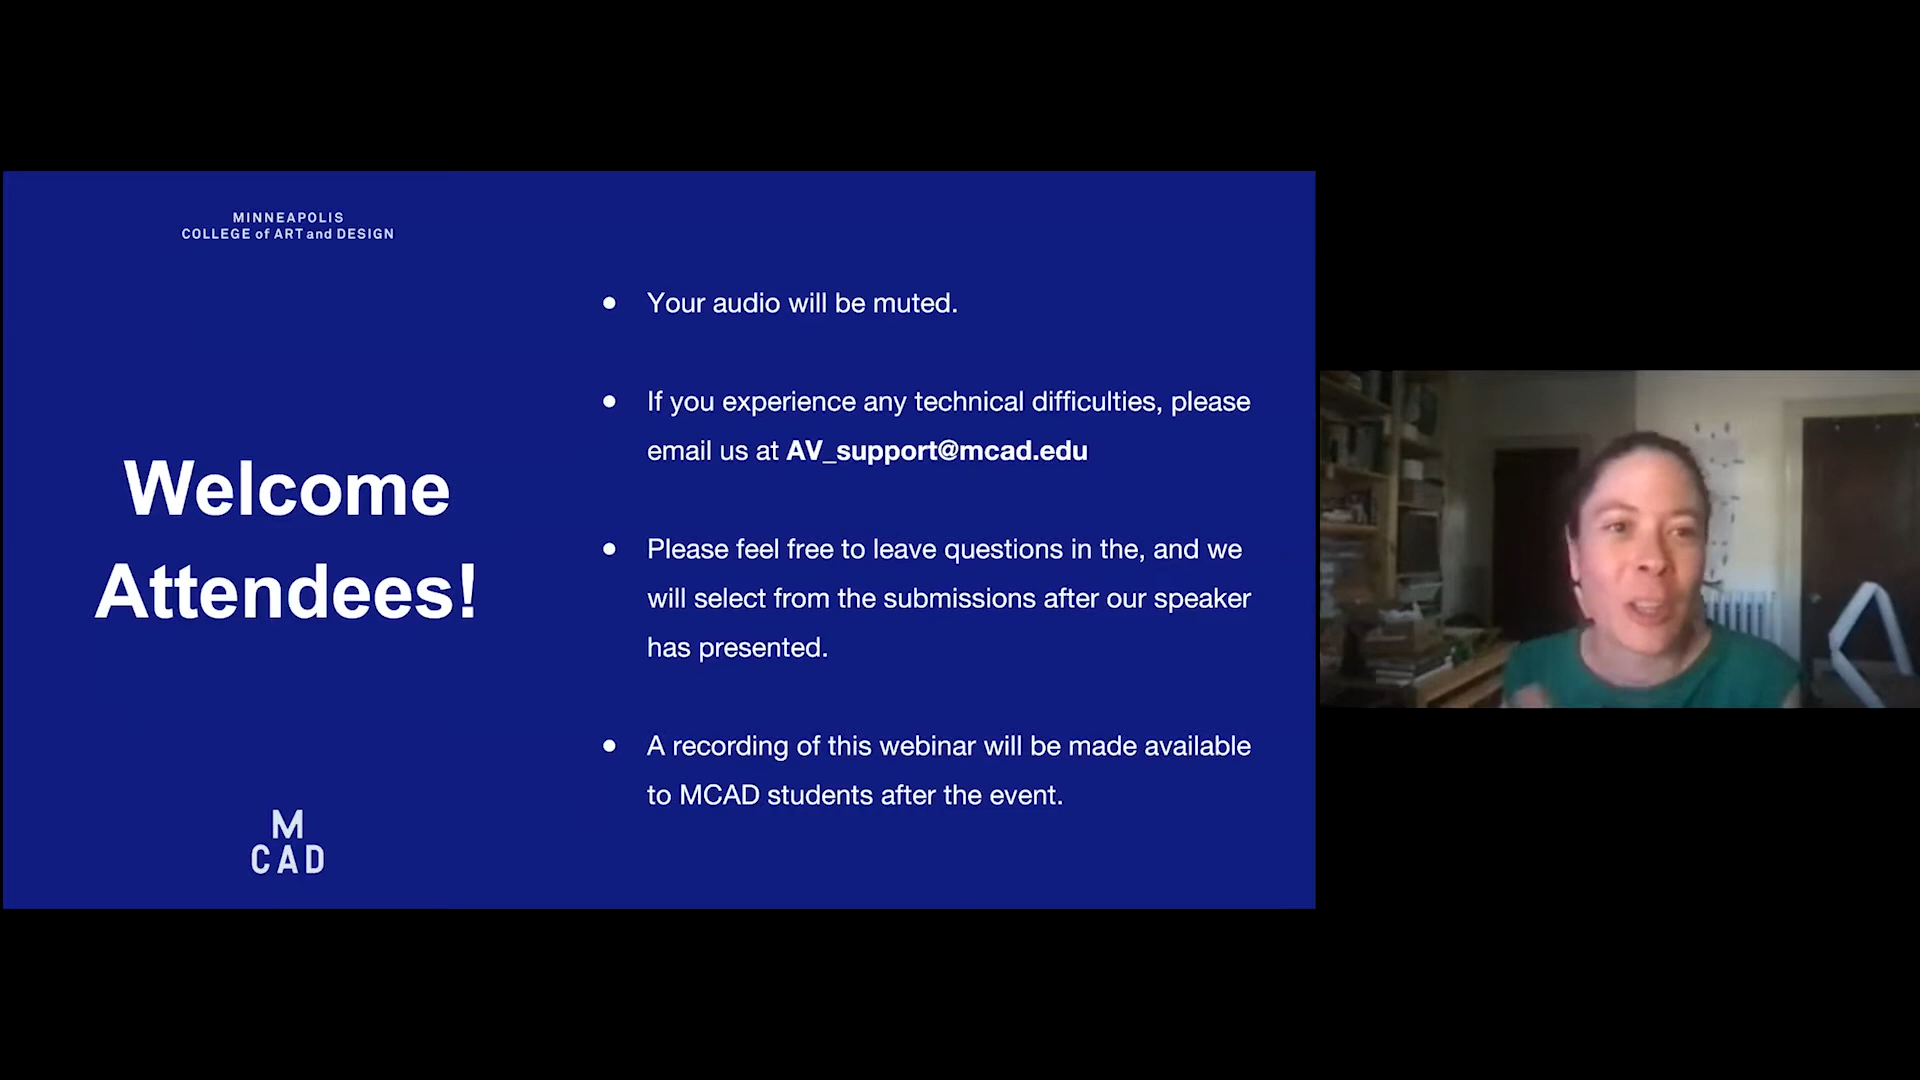 MINNEAPOLIS
COLLEGE of ART and DESIGN
Welcome
Attendees!
M
CAD
● Your audio will be muted.
● If you experience any technical difficulties, please
email us at AV_support@mcad.edu
● Please feel free to leave questions in the, and we
will select from the submissions after our speaker
has presented.
● A recording of this webinar will be made available
to MCAD students after the event.